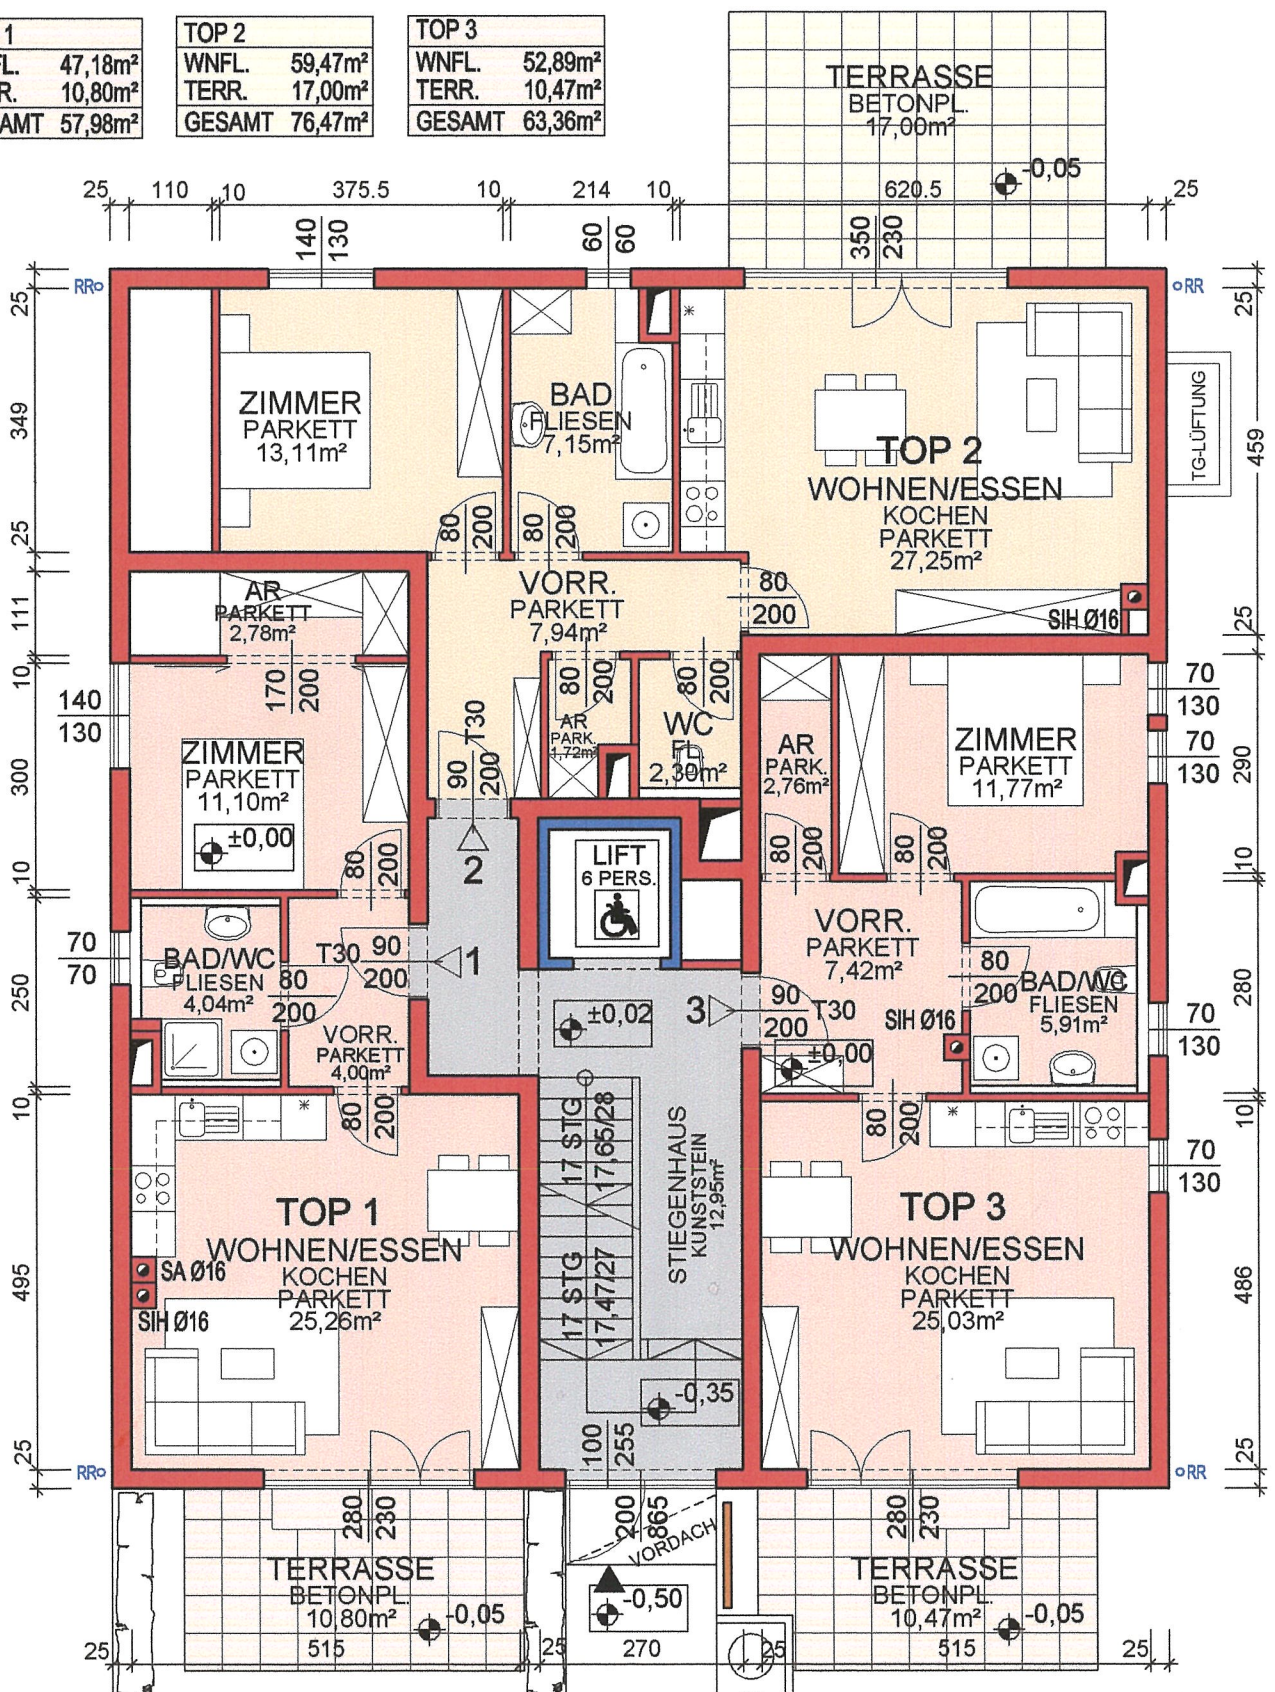 1
FL. 47,18m²
R. 10,80m²
AMT 57,98m²
TOP 2
WNFL. 59,47m²
TERR. 17,00m²
GESAMT 76,47m²
TOP 3
WNFL. 52,89m²
TERR. 10,47m²
GESAMT 63,36m²
TERRASSE
BETONPL.
17,00m²
-0,05
25 110 10 375.5 10 214 10 620.5 25
140
130
60
60
350
230
RR
RR
25
349
25
111
10
300
10
250
10
495
25
25
459
25
290
10
280
10
486
25
TG-LÜFTUNG
ZIMMER
PARKETT
13,11m²
BAD
FLIESEN
7,15m²
TOP 2
WOHNEN/ESSEN
KOCHEN
PARKETT
27,25m²
80
200
80
200
VORR.
PARKETT
7,94m²
80
200
SIH Ø16
AR
PARKETT
2,78m²
170
200
140
130
80
200
80
200
AR
PARK.
1,72m²
WC
FL.
2,30m²
T30
90
200
ZIMMER
PARKETT
11,10m²
±0,00
80
200
AR
PARK.
2,76m²
ZIMMER
PARKETT
11,77m²
70
130
70
130
80
200
80
200
2
LIFT
6 PERS.
70
70
BAD/WC
FLIESEN
4,04m²
80
200
T30
90
200
1
VORR.
PARKETT
4,00m²
80
200
±0,02
3
90
200
T30
VORR.
PARKETT
7,42m²
SIH Ø16
±0,00
80
200
BAD/WC
FLIESEN
5,91m²
70
130
80
200
70
130
17 STG
17,65/28
17 STG
17,47/27
STIEGENHAUS
KUNSTSTEIN
12,95m²
TOP 1
WOHNEN/ESSEN
KOCHEN
PARKETT
25,26m²
SA Ø16
SIH Ø16
TOP 3
WOHNEN/ESSEN
KOCHEN
PARKETT
25,03m²
-0,35
100
255
RR
RR
280
230
200
865
VORDACH
280
230
TERRASSE
BETONPL.
10,80m²
-0,05
-0,50
TERRASSE
BETONPL.
10,47m²
-0,05
25 515 25 270 25 515 25